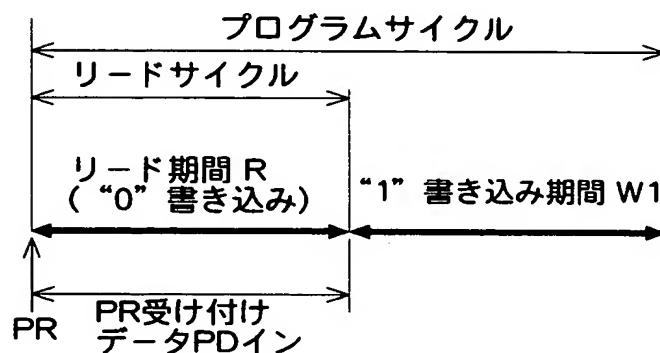 プログラムサイクル
リードサイクル
リード期間 R
( “0” 書き込み)
“1” 書き込み期間 W1
PR
PR受け付け
データPDイン